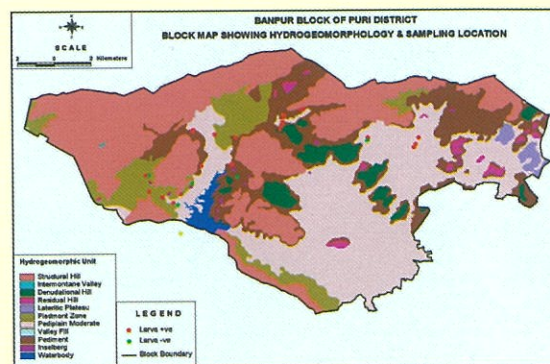 BANPUR BLOCK OF PURI DISTRICT
BLOCK MAP SHOWING HYDROGEOMORPHOLOGY & SAMPLING LOCATION
SCALE
Kilometers
Hydrogeomorphic Unit
Structural Hill
Intermontane Valley
Denudational Hill
Residual Hill
Lateritic Plateau
Piedmont Zone
Pediplain Moderate
Valley Fill
Pediment
Inselberg
Waterbody
LEGEND
Larva +ve
Larva -ve
Block Boundary